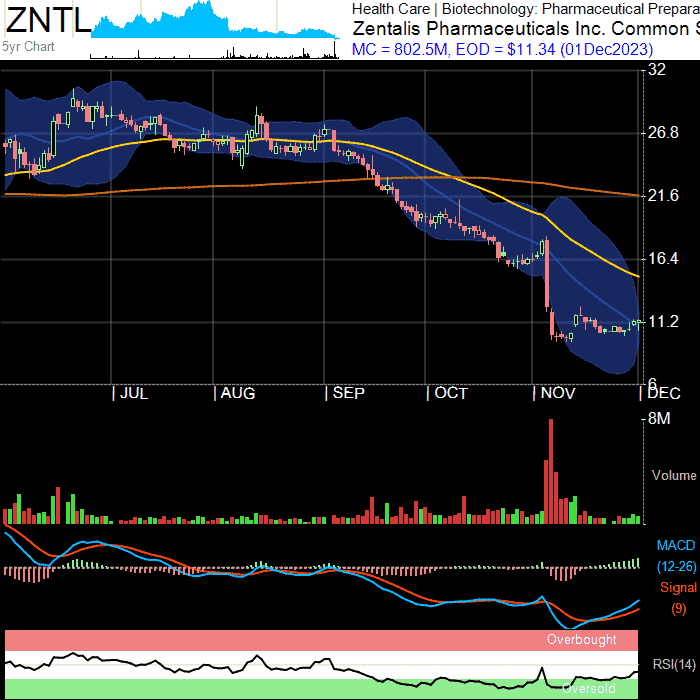 ZNTL
5yr Chart
Health Care | Biotechnology: Pharmaceutical Prepara
Zentalis Pharmaceuticals Inc. Common S
MC = 802.5M, EOD = $11.34 (01Dec2023)
32
26.8
21.6
16.4
11.2
6
JUL
AUG
SEP
OCT
NOV
DEC
8M
Volume
MACD
(12-26)
Signal
(9)
Overbought
RSI(14)
Oversold